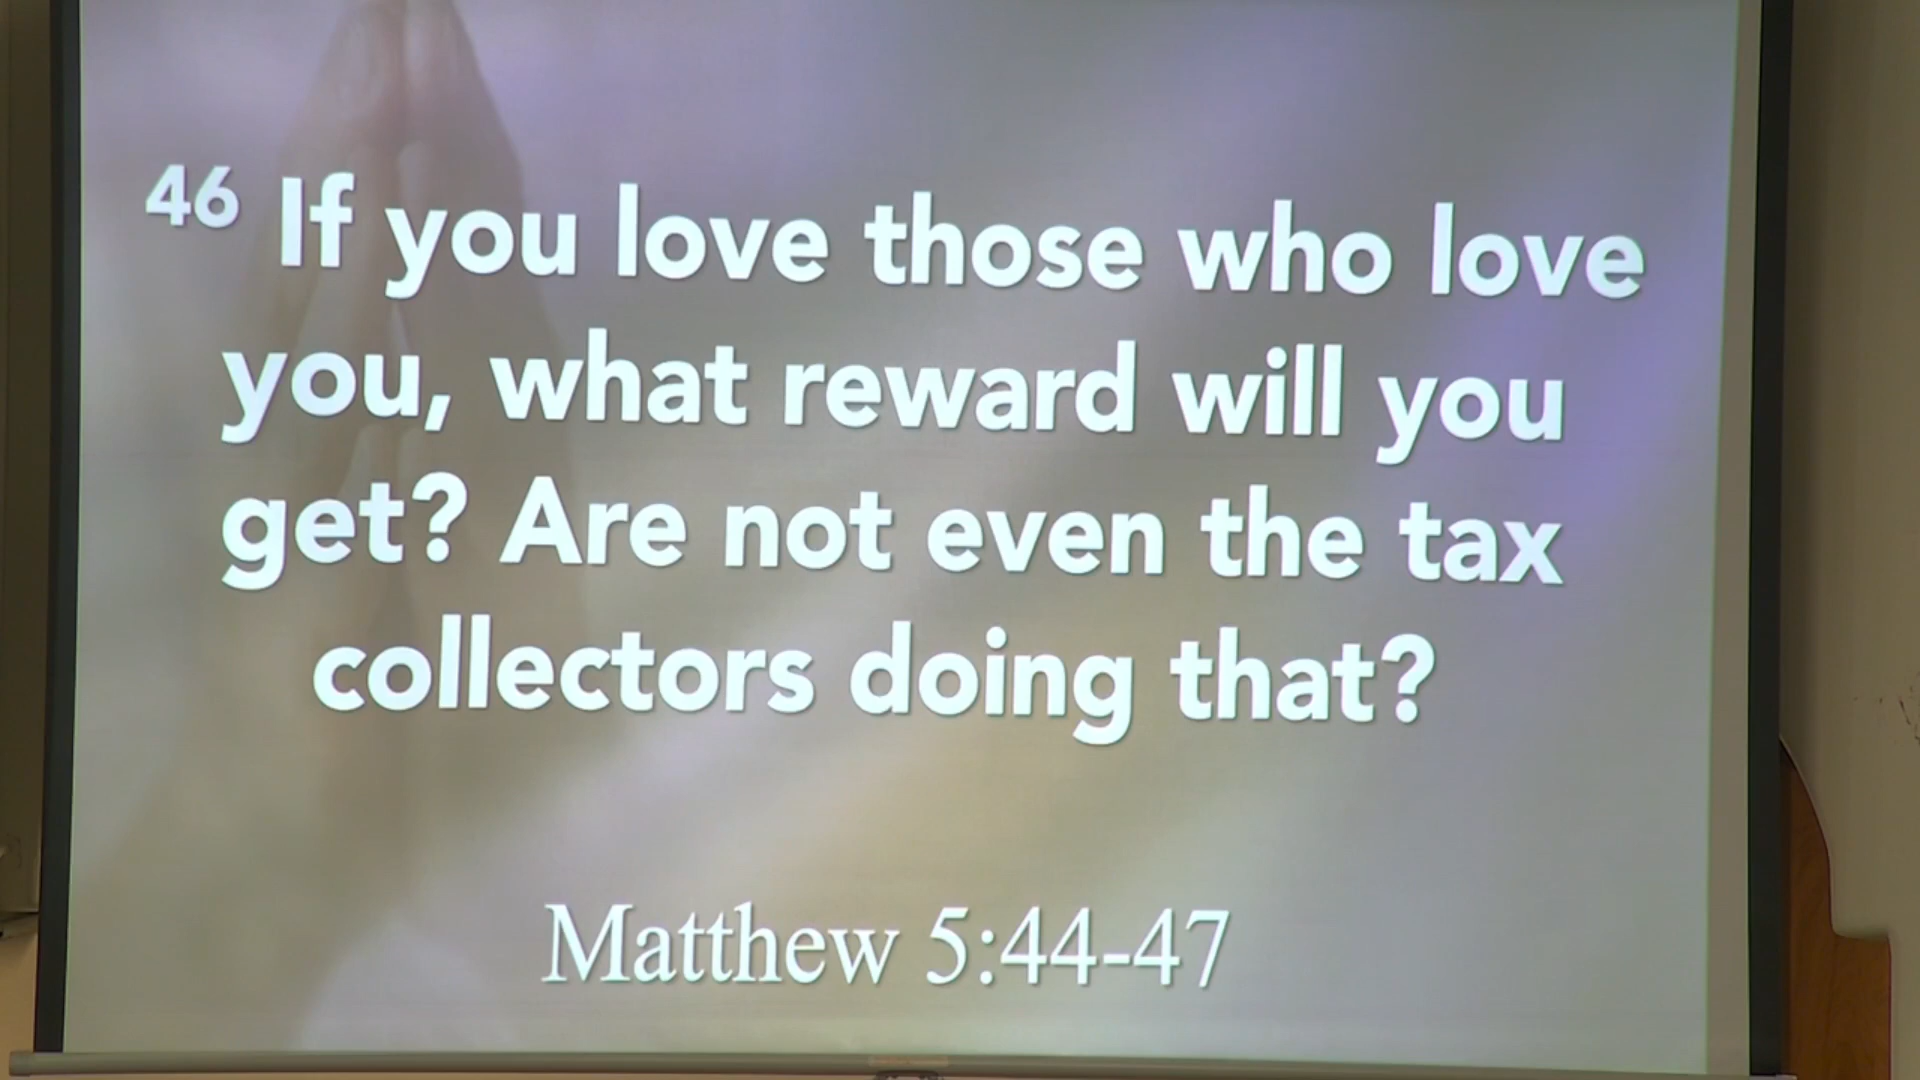 46 If you love those who love
you, what reward will you
get? Are not even the tax
collectors doing that?
Matthew 5:44-47